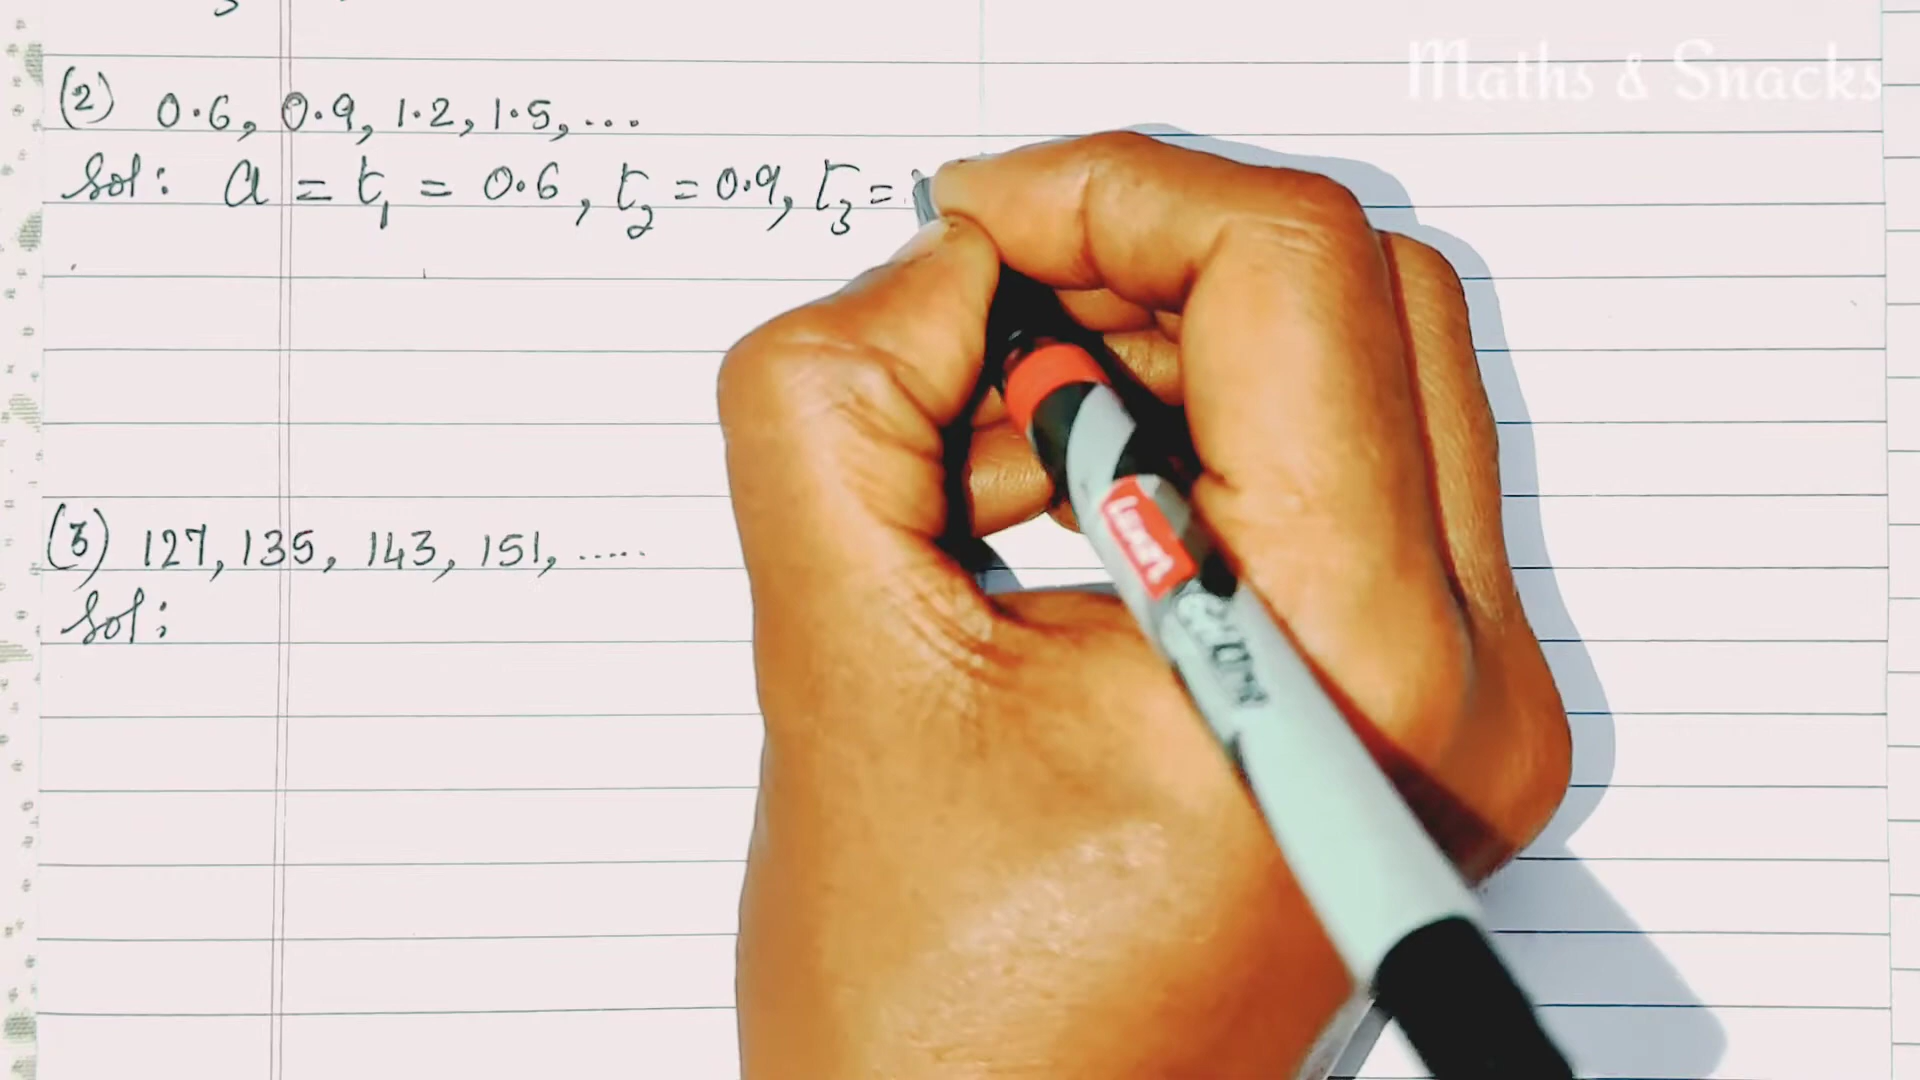 Maths & Snacks
(2) 0.6, 0.9, 1.2, 1.5, ...
Sol: a = t1 = 0.6, t2 = 0.9, t3 =
(3) 127, 135, 143, 151, .....
Sol:
Luxor